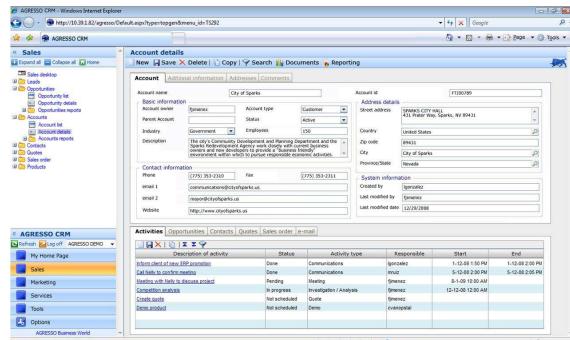 AGRESSO CRM - Windows Internet Explorer
http://10.39.1.82/agresso/Default.aspx?type=topgen&menu_id=TS292
Google
AGRESSO CRM
Page
Tools
Sales
Expand all Collapse all Home
Sales desktop
Leads
Opportunities
Opportunity list
Opportunity details
Opportunities reports
Accounts
Account list
Account details
Accounts reports
Contacts
Quotes
Sales order
Products
AGRESSO CRM
Refresh Log off AGRESSO DEMO
My Home Page
Sales
Marketing
Services
Tools
Options
AGRESSO Business World
Account details
New Save Delete Copy Search Documents Reporting
Account Additional information Addresses Comments
Account name City of Sparks Account id
Basic information
Account owner fjimenez Account type Customer
Parent Account Status Active
Industry Government Employees 150
Description The city's Community Development and Planning Department and the
Sparks Redevelopment Agency work closely with current business
owners and new developers to provide a "business friendly"
environment within which to pursue responsible economic activities.
Contact information
Phone (775) 353-2310 Fax (775) 353-2311
email 1 communications@cityofsparks.us
email 2 mayor@cityofsparks.us
Website http://www.cityofsparks.us
Address details
Street address SPARKS CITY HALL
431 Prater Way, Sparks, NV 89431
Country United States
Zip code 89431
City City of Sparks
Province/State Nevada
System information
Created by igonzalez
Last modified by fjimenez
Last modified date 12/29/2008
Activities Opportunities Contacts Quotes Sales order e-mail
Description of activity Status Activity type Responsible Start End
Inform client of new ERP promotion Done Communications igonzalez 1-12-08 1:50 PM 1-12-08 2:00 PM
Call Nelly to confirm meeting Done Communications mruiz 5-12-08 2:00 PM 5-12-08 2:05 PM
Meeting with Nelly to discuss project Pending Meeting fjimenez 8-1-09 12:00 AM
Competition analysis In progress Investigation / Analysis fjimenez 12-12-08 12:00 AM
Create quote Not scheduled Quote fjimenez
Demo product Not scheduled Demo